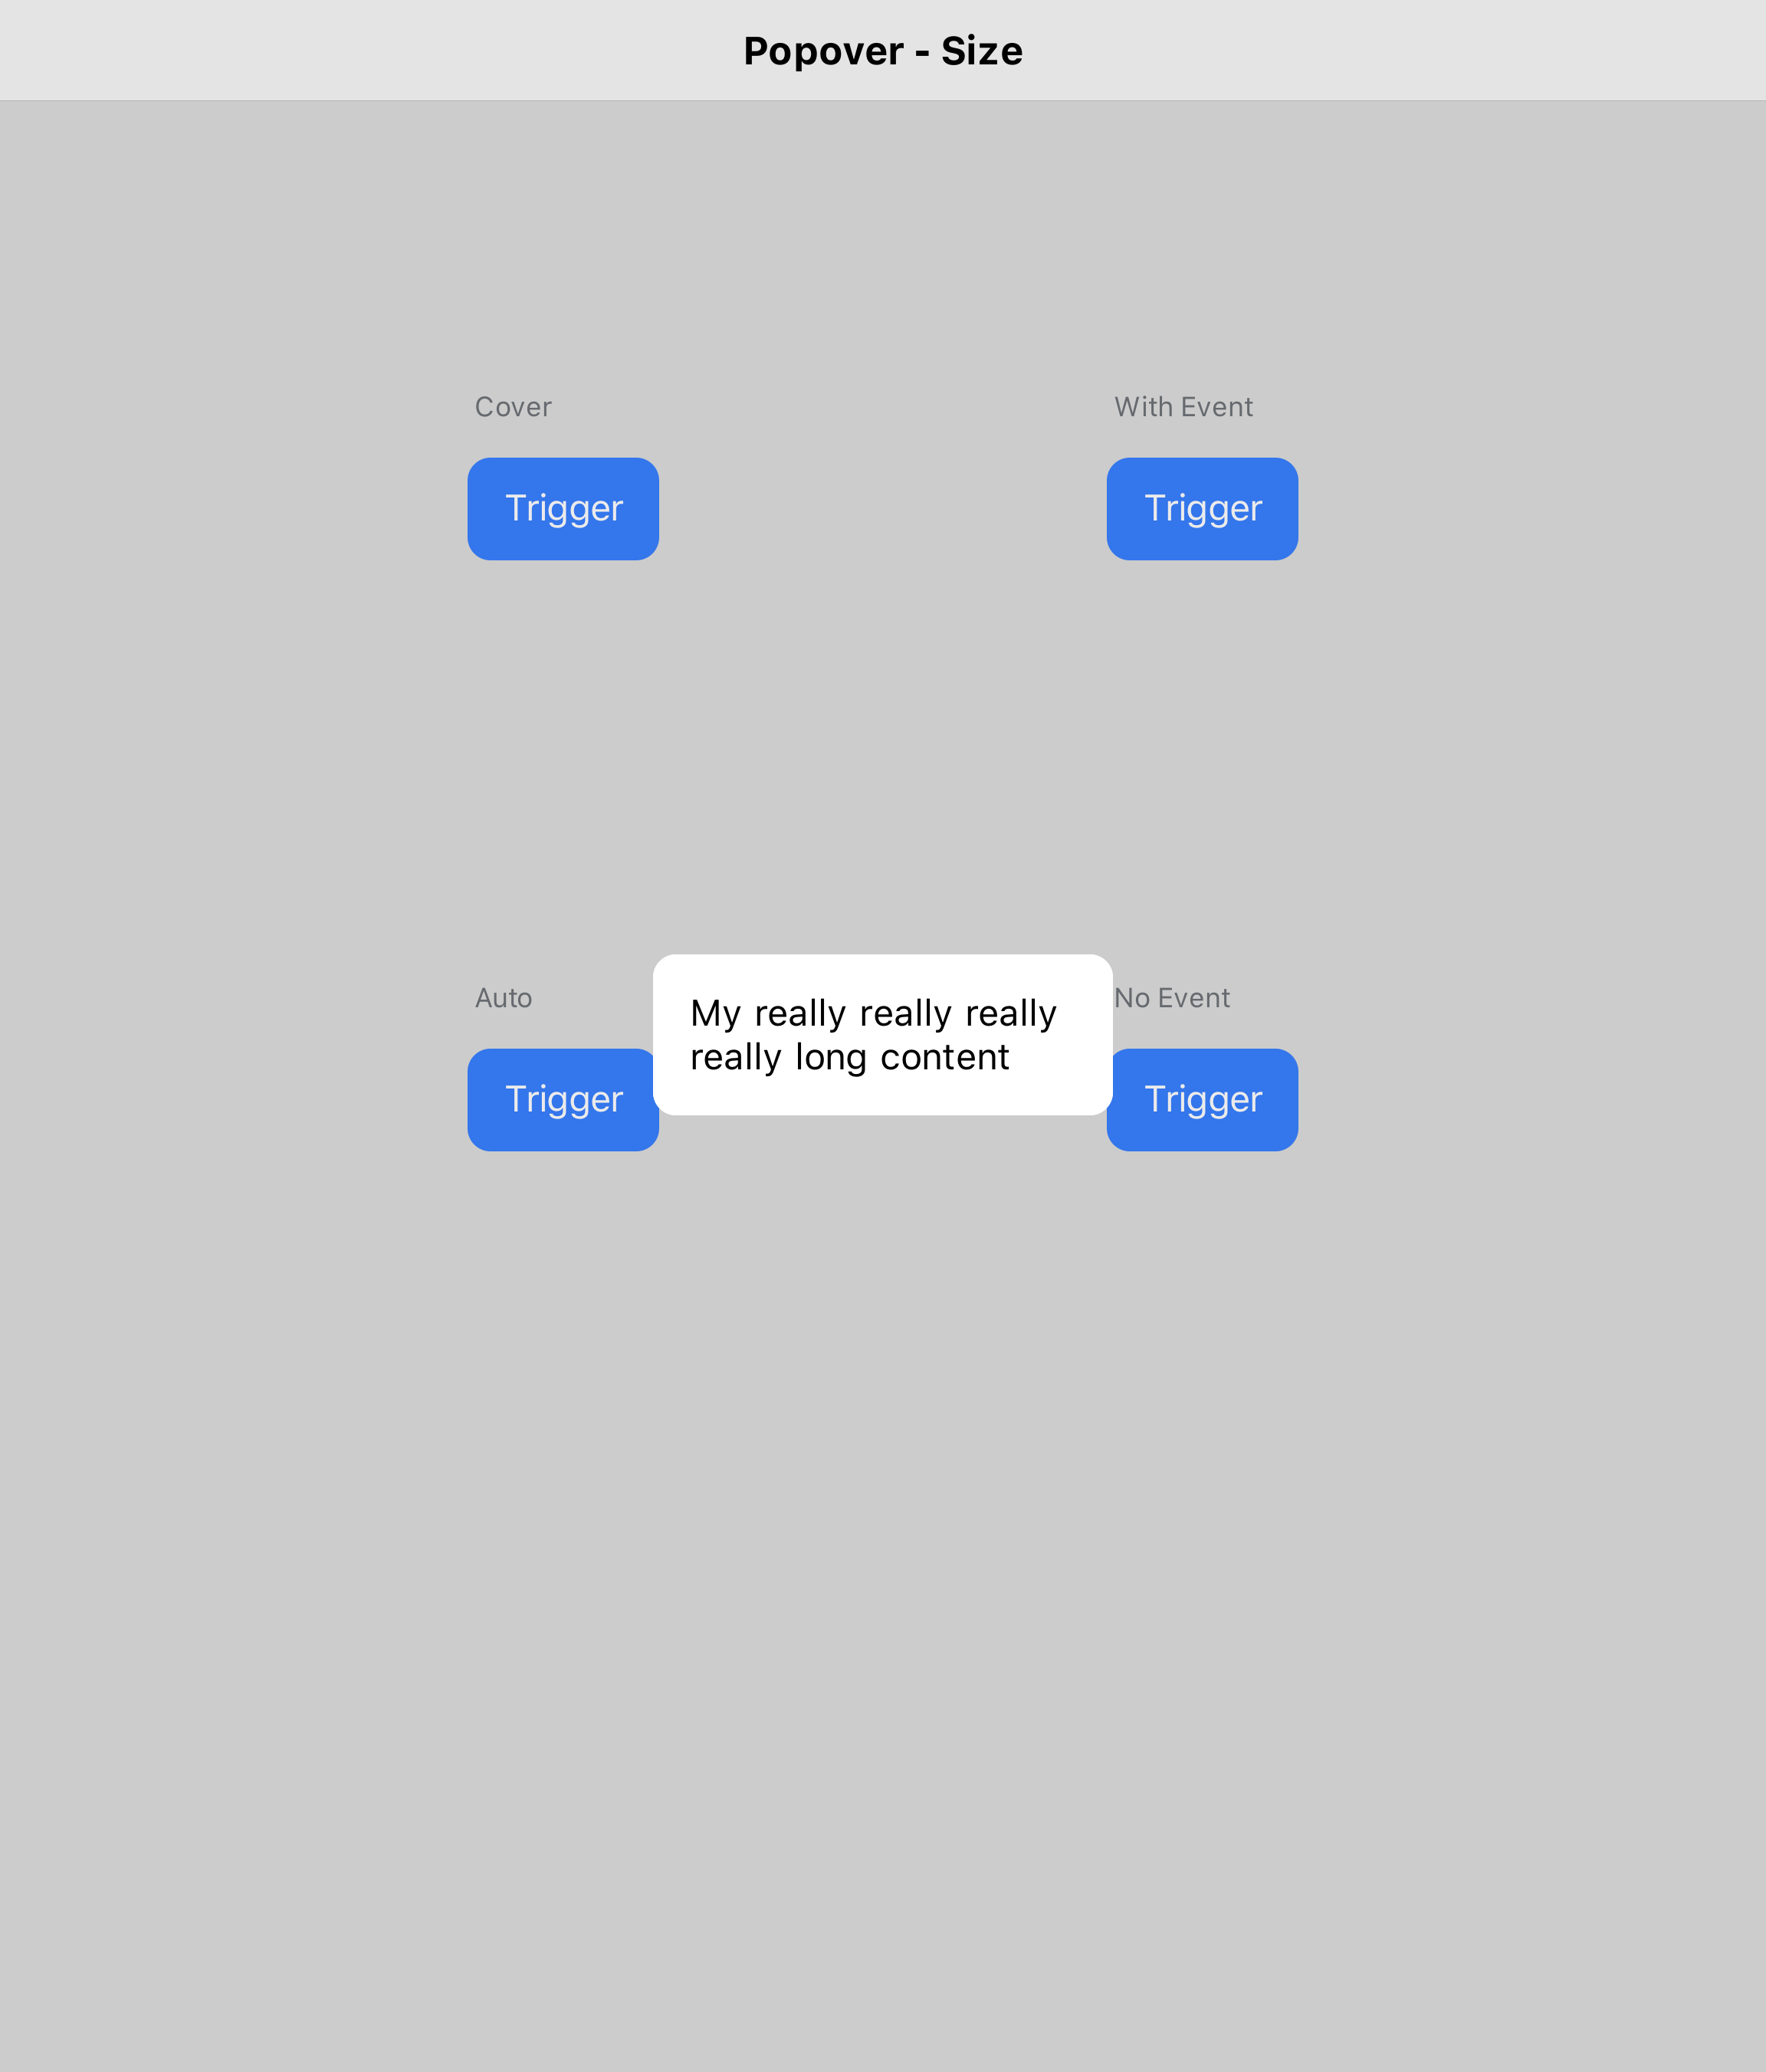 Popover - Size
Cover
With Event
Trigger
Trigger
Auto
My really really really
really long content
No Event
Trigger
Trigger